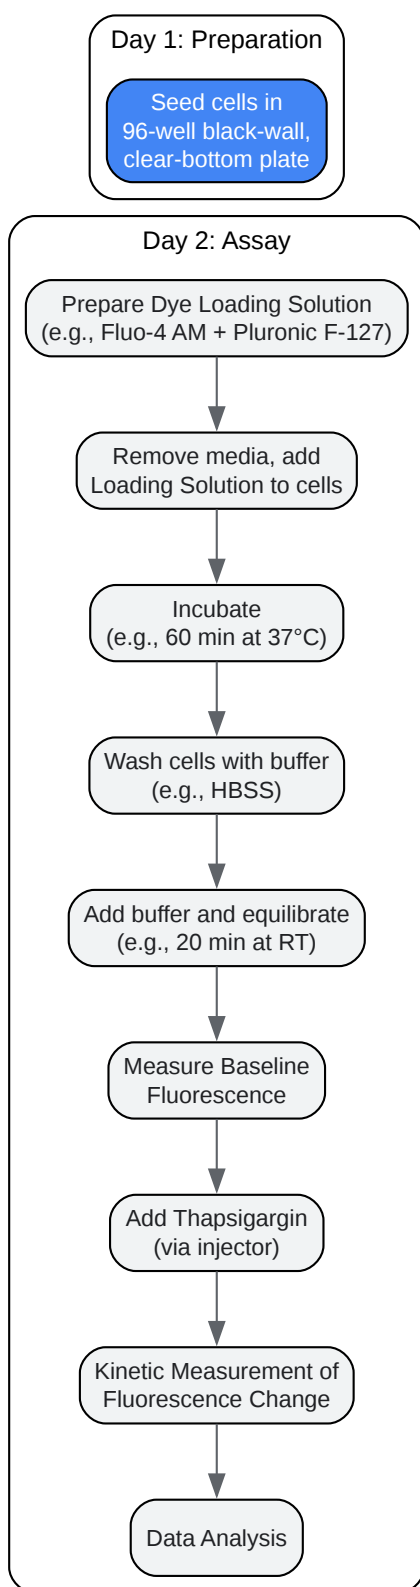 Day 1: Preparation
Seed cells in
96-well black-wall,
clear-bottom plate
Day 2: Assay
Prepare Dye Loading Solution
(e.g., Fluo-4 AM + Pluronic F-127)
Remove media, add
Loading Solution to cells
Incubate
(e.g., 60 min at 37°C)
Wash cells with buffer
(e.g., HBSS)
Add buffer and equilibrate
(e.g., 20 min at RT)
Measure Baseline
Fluorescence
Add Thapsigargin
(via injector)
Kinetic Measurement of
Fluorescence Change
Data Analysis